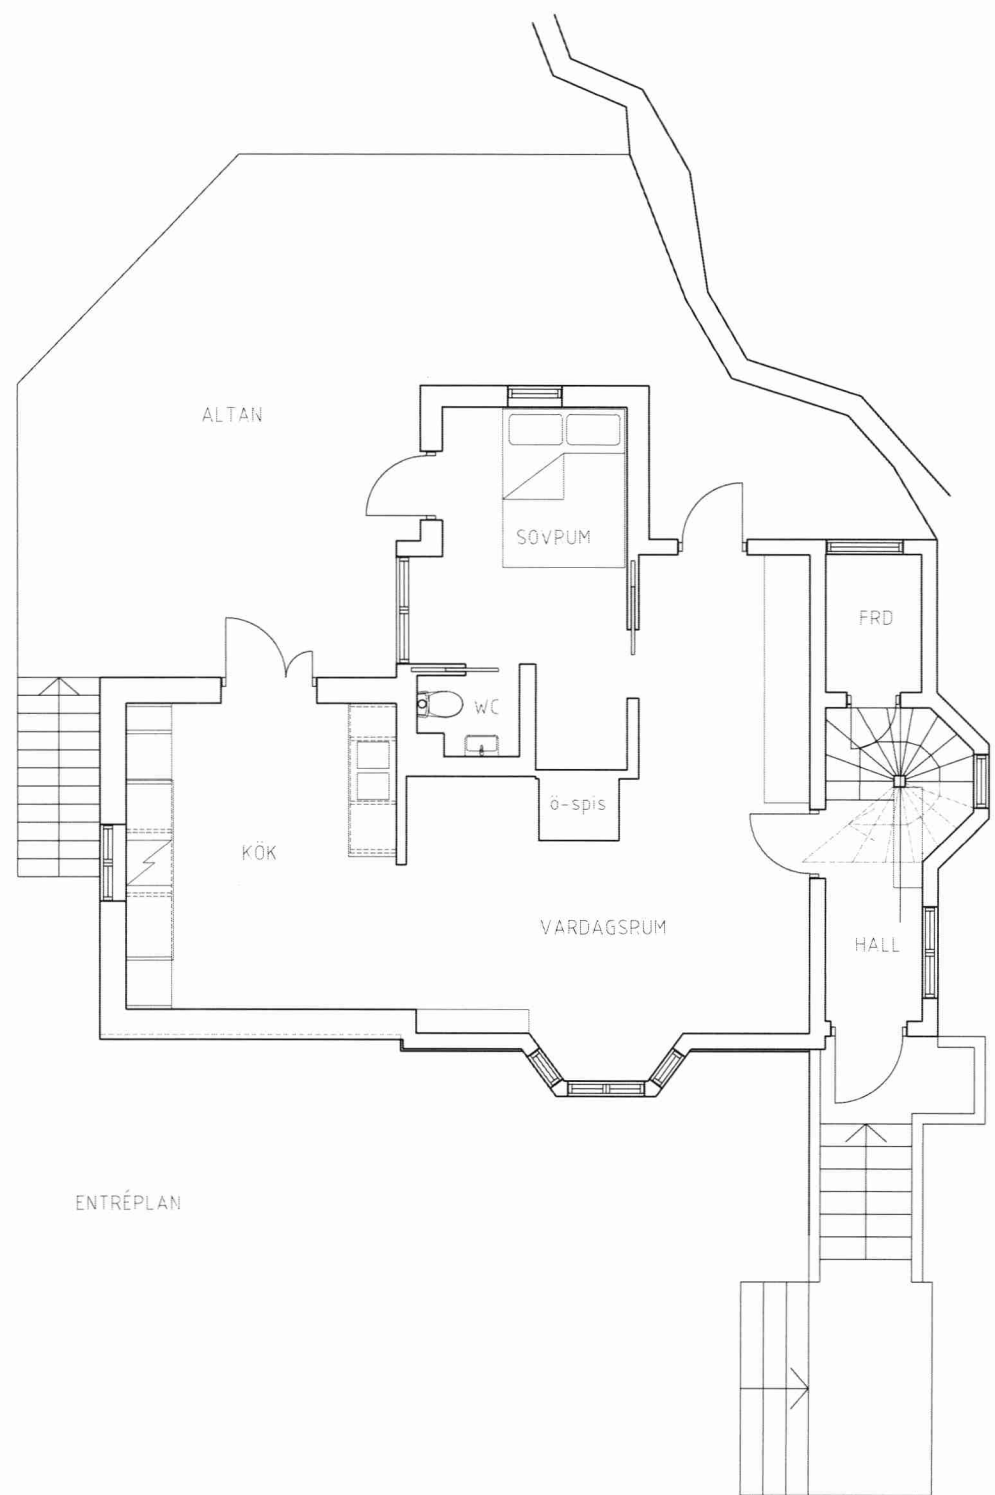 ALTAN
SOVRUM
FRD
WC
ö-spis
KÖK
VARDAGSRUM
HALL
ENTRÉPLAN